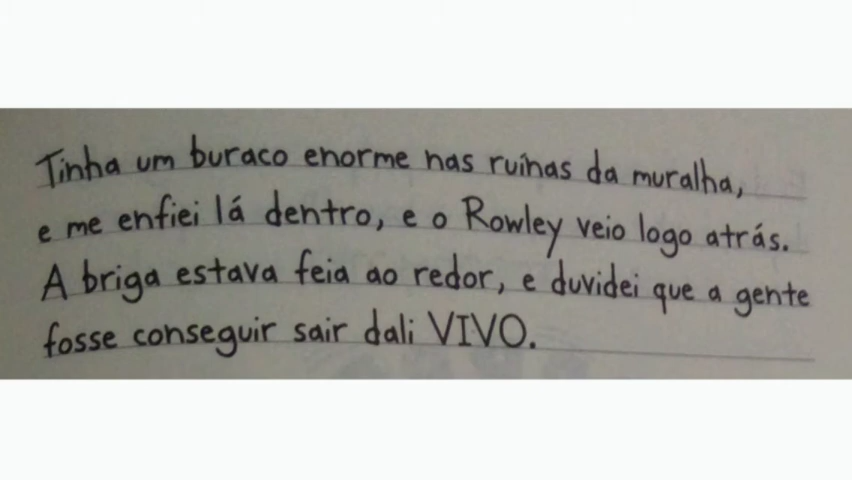 Tinha um buraco enorme nas ruínas da muralha,
e me enfiei lá dentro, e o Rowley veio logo atrás.
A briga estava feia ao redor, e duvidei que a gente
fosse conseguir sair dali VIVO.